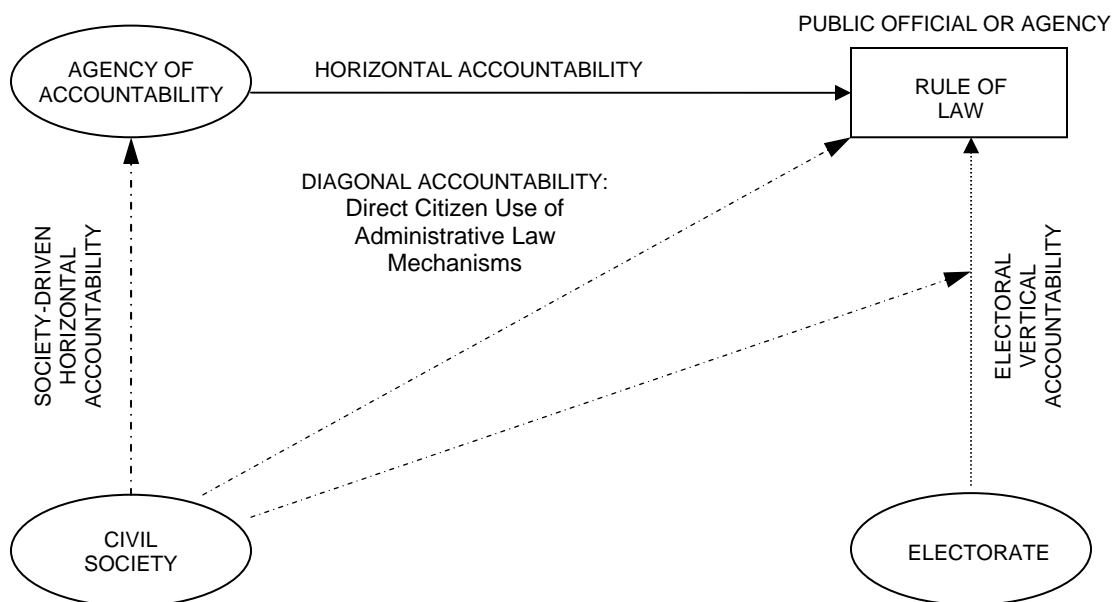 PUBLIC OFFICIAL OR AGENCY
AGENCY OF
ACCOUNTABILITY
HORIZONTAL ACCOUNTABILITY
RULE OF
LAW
DIAGONAL ACCOUNTABILITY:
Direct Citizen Use of
Administrative Law
Mechanisms
SOCIETY-DRIVEN
HORIZONTAL
ACCOUNTABILITY
ELECTORAL
VERTICAL
ACCOUNTABILITY
CIVIL
SOCIETY
ELECTORATE